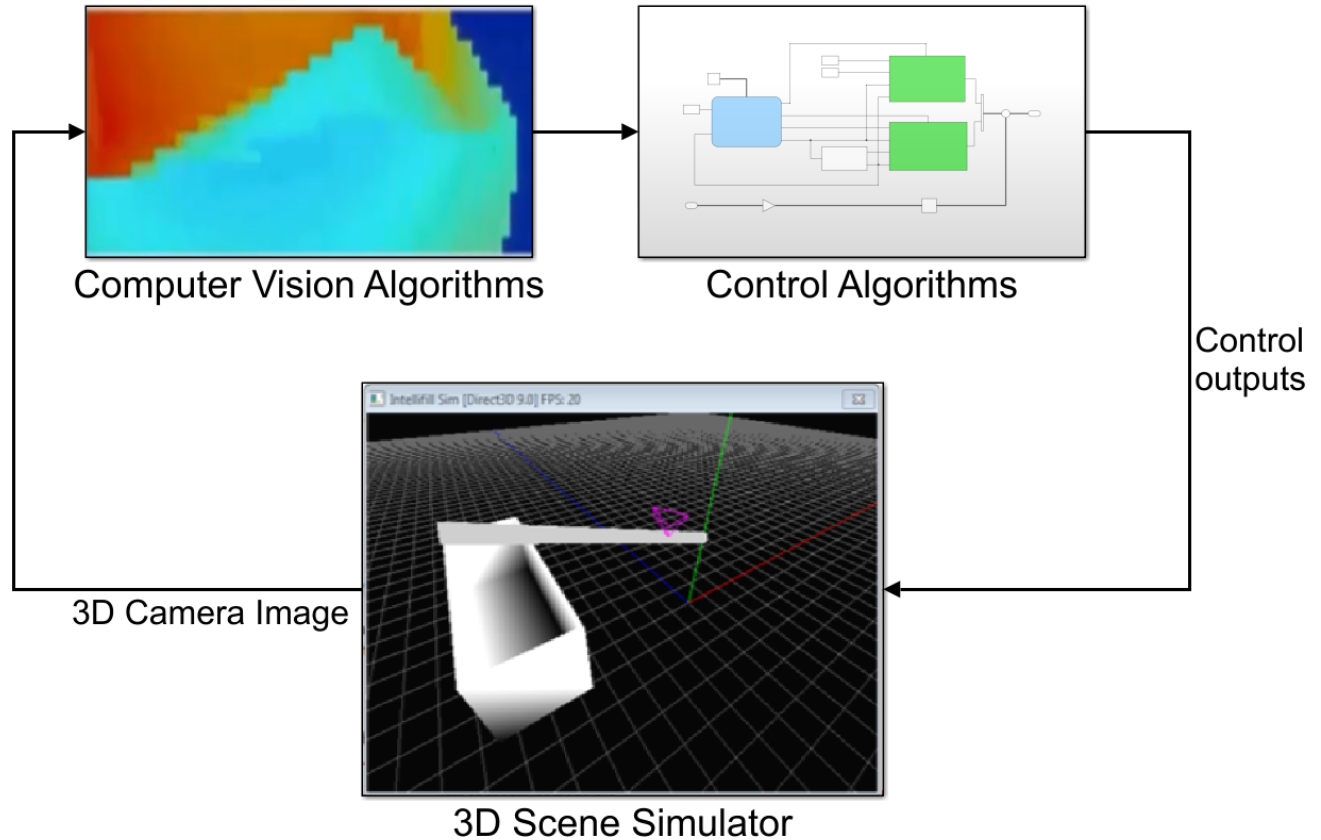 Computer Vision Algorithms
Control Algorithms
Control
outputs
Intellifill Sim [Direct3D 9.0] FPS: 20
3D Camera Image
3D Scene Simulator